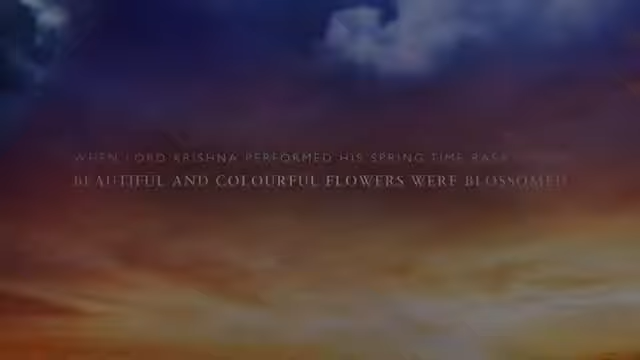 WHEN LORD KRISHNA PERFORMED HIS SPRING TIME RASA
BEAUTIFUL AND COLOURFUL FLOWERS WERE BLOSSOMED